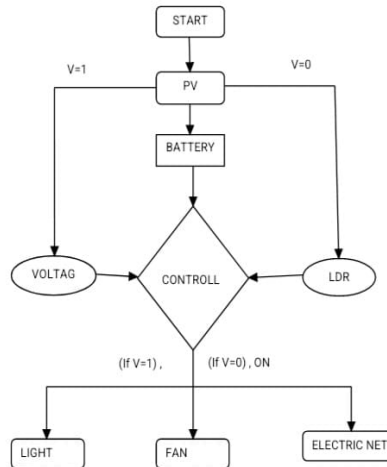 START
V=1
V=0
PV
BATTERY
VOLTAG
CONTROLL
LDR
(If V=1) ,
(If V=0) , ON
LIGHT
FAN
ELECTRIC NET